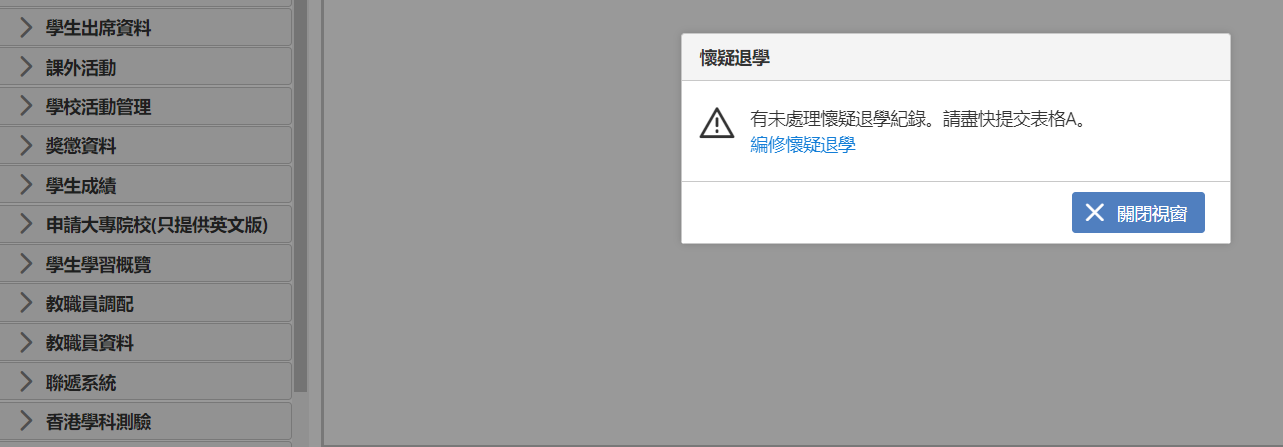 學生出席資料
課外活動
學校活動管理
獎懲資料
學生成績
申請大專院校(只提供英文版)
學生學習概覽
教職員調配
教職員資料
聯遞系統
香港學科測驗
懷疑退學
有未處理懷疑退學紀錄。請盡快提交表格A。
編修懷疑退學
關閉視窗